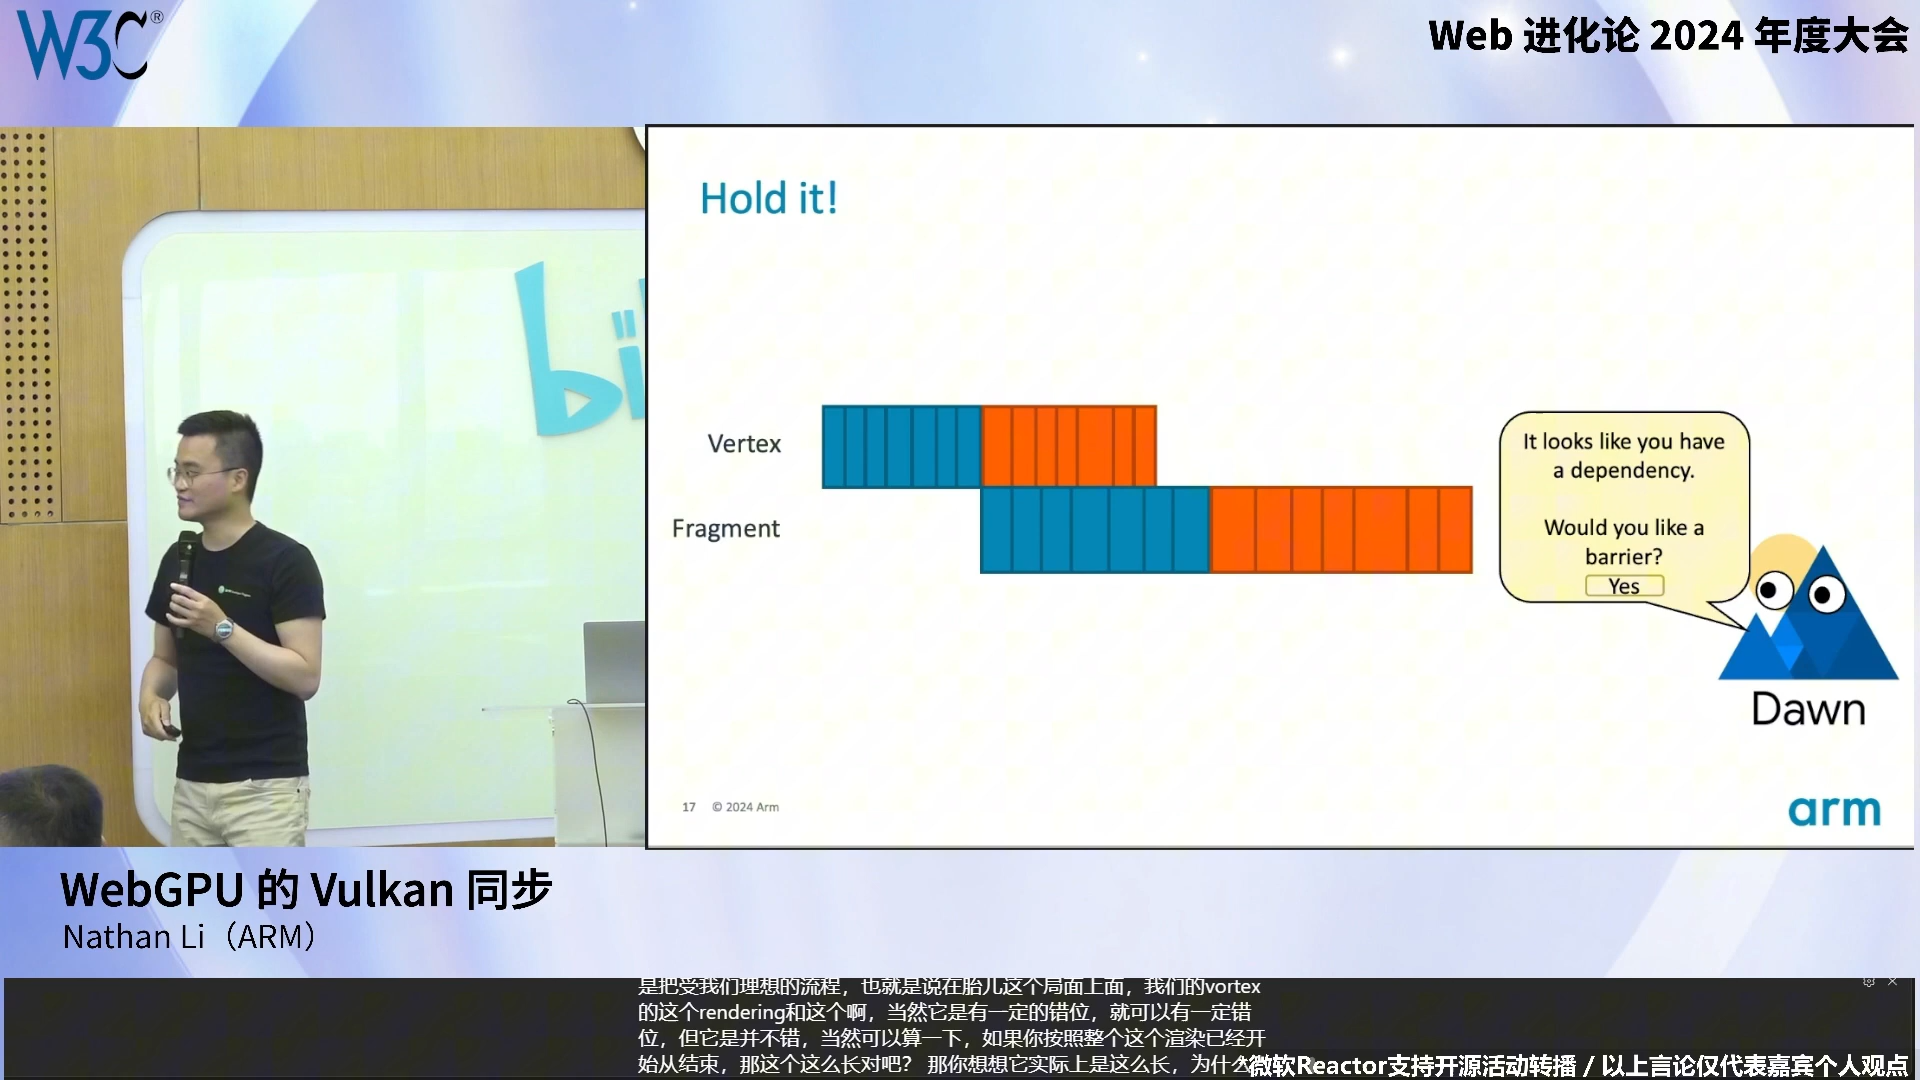 W3C®
Web 进化论 2024 年度大会
Hold it!
Vertex
Fragment
It looks like you have
a dependency.
Would you like a
barrier?
Yes
Dawn
17 © 2024 Arm
arm
WebGPU 的 Vulkan 同步
Nathan Li（ARM）
是把受我们理想的流程，也就是说在胎儿这个局面上面，我们的vortex
的这个rendering和这个啊，当然它是有一定的错位，就可以有一定错
位，但它是并不错，当然可以算一下，如果你按照整个这个渲染已经开
始从结束，那这个这么长对吧？ 那你想想它实际上是这么长，为什么
微软Reactor支持开源活动转播 / 以上言论仅代表嘉宾个人观点